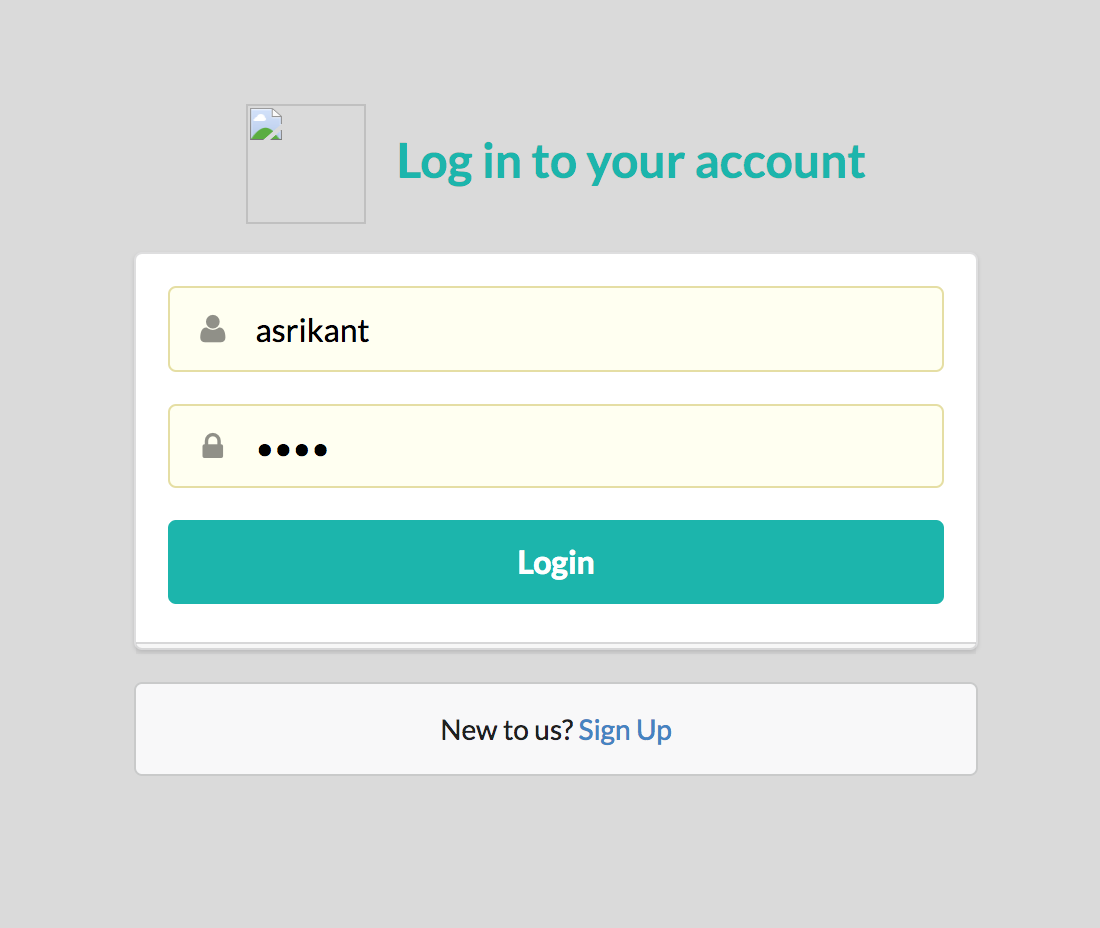 Log in to your account
asrikant
••••
Login
New to us? Sign Up